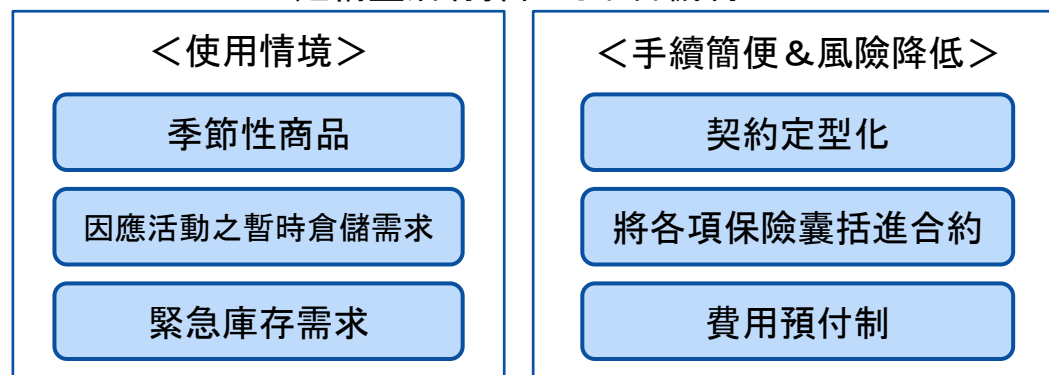 ＜使用情境＞
季節性商品
因應活動之暫時倉儲需求
緊急庫存需求
＜手續簡便＆風險降低＞
契約定型化
將各項保險囊括進合約
費用預付制